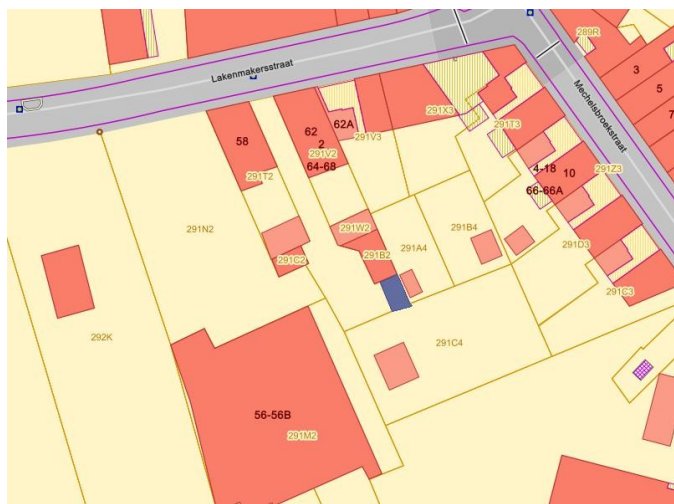 289R
3
5
7
Lakenmakersstraat
Mechelsbroekstraat
291X3
62A
62
2
291V2
64-68
291V3
291T3
58
291T2
4-18
10
291Z3
66-66A
291N2
291W2
291B4
291A4
291B2
291D3
291C2
291C3
292K
291C4
56-56B
291M2